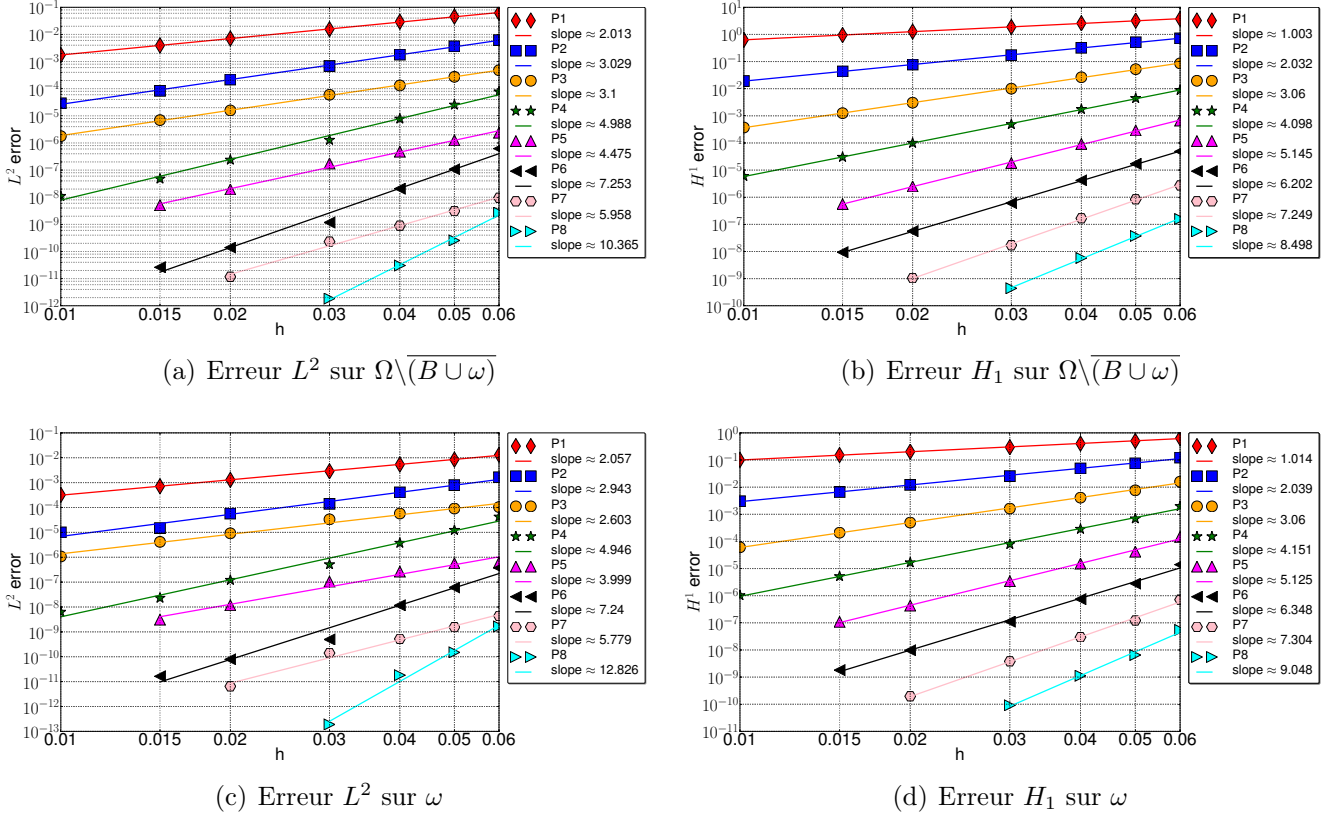 10^{-1}
10^{-2}
10^{-3}
10^{-4}
10^{-5}
10^{-6}
10^{-7}
10^{-8}
10^{-9}
10^{-10}
10^{-11}
10^{-12}
L^2 error
0.01 0.015 0.02 0.03 0.04 0.05 0.06
h
P1
slope ≈ 2.013
P2
slope ≈ 3.029
P3
slope ≈ 3.1
P4
slope ≈ 4.988
P5
slope ≈ 4.475
P6
slope ≈ 7.253
P7
slope ≈ 5.958
P8
slope ≈ 10.365
(a) Erreur L^2 sur Ω\\overline{(B ∪ ω)}
10^1
10^0
10^{-1}
10^{-2}
10^{-3}
10^{-4}
10^{-5}
10^{-6}
10^{-7}
10^{-8}
10^{-9}
10^{-10}
H^1 error
0.01 0.015 0.02 0.03 0.04 0.05 0.06
h
P1
slope ≈ 1.003
P2
slope ≈ 2.032
P3
slope ≈ 3.06
P4
slope ≈ 4.098
P5
slope ≈ 5.145
P6
slope ≈ 6.202
P7
slope ≈ 7.249
P8
slope ≈ 8.498
(b) Erreur H_1 sur Ω\\overline{(B ∪ ω)}
10^{-1}
10^{-2}
10^{-3}
10^{-4}
10^{-5}
10^{-6}
10^{-7}
10^{-8}
10^{-9}
10^{-10}
10^{-11}
10^{-12}
10^{-13}
L^2 error
0.01 0.015 0.02 0.03 0.04 0.05 0.06
h
P1
slope ≈ 2.057
P2
slope ≈ 2.943
P3
slope ≈ 2.603
P4
slope ≈ 4.946
P5
slope ≈ 3.999
P6
slope ≈ 7.24
P7
slope ≈ 5.779
P8
slope ≈ 12.826
(c) Erreur L^2 sur ω
10^0
10^{-1}
10^{-2}
10^{-3}
10^{-4}
10^{-5}
10^{-6}
10^{-7}
10^{-8}
10^{-9}
10^{-10}
10^{-11}
H^1 error
0.01 0.015 0.02 0.03 0.04 0.05 0.06
h
P1
slope ≈ 1.014
P2
slope ≈ 2.039
P3
slope ≈ 3.06
P4
slope ≈ 4.151
P5
slope ≈ 5.125
P6
slope ≈ 6.348
P7
slope ≈ 7.304
P8
slope ≈ 9.048
(d) Erreur H_1 sur ω